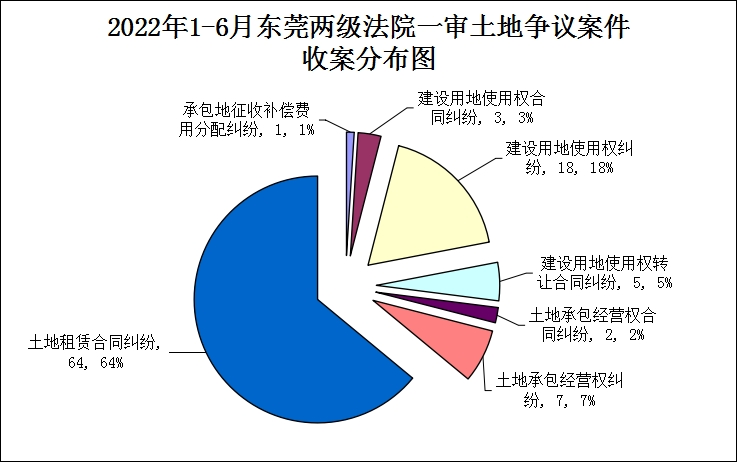 2022年1-6月东莞两级法院一审土地争议案件
收案分布图
承包地征收补偿费
用分配纠纷, 1, 1%
建设用地使用权合
同纠纷, 3, 3%
建设用地使用权纠
纷, 18, 18%
建设用地使用权转
让合同纠纷, 5, 5%
土地承包经营权合
同纠纷, 2, 2%
土地承包经营权纠
纷, 7, 7%
土地租赁合同纠纷,
64, 64%